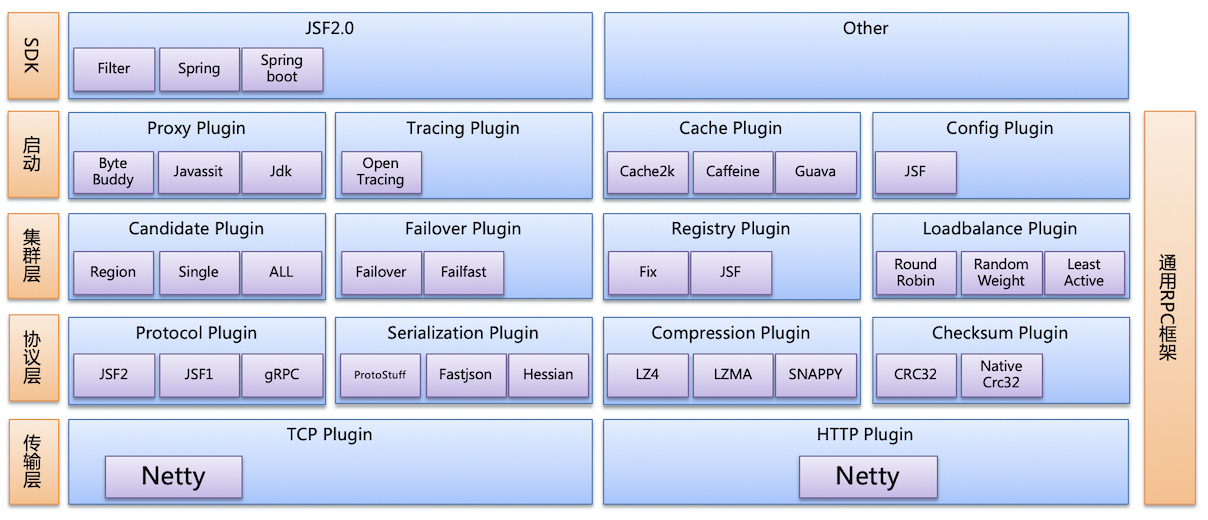 SDK
JSF2.0
Filter
Spring
Spring
boot
Other
启动
Proxy Plugin
Byte
Buddy
Javassit
Jdk
Tracing Plugin
Open
Tracing
Cache Plugin
Cache2k
Caffeine
Guava
Config Plugin
JSF
集群层
Candidate Plugin
Region
Single
ALL
Failover Plugin
Failover
Failfast
Registry Plugin
Fix
JSF
Loadbalance Plugin
Round
Robin
Random
Weight
Least
Active
协议层
Protocol Plugin
JSF2
JSF1
gRPC
Serialization Plugin
ProtoStuff
Fastjson
Hessian
Compression Plugin
LZ4
LZMA
SNAPPY
Checksum Plugin
CRC32
Native
Crc32
传输层
TCP Plugin
Netty
HTTP Plugin
Netty
通用RPC框架